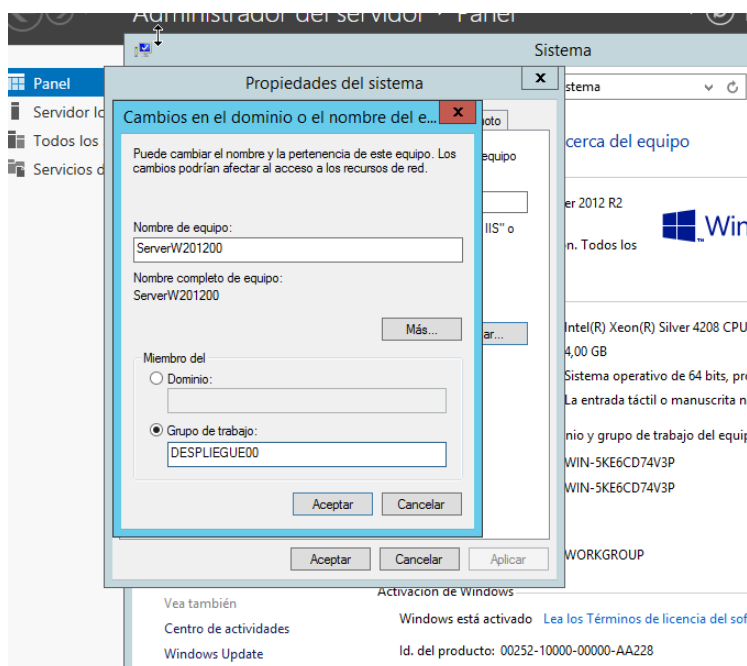 Administrador del servidor · Panel
Sistema
Panel
Propiedades del sistema
x
stema
Servidor lo
Cambios en el dominio o el nombre del e...
x
oto
Todos los
Servicios d
Puede cambiar el nombre y la pertenencia de este equipo. Los
cambios podrían afectar al acceso a los recursos de red.
equipo
cerca del equipo
er 2012 R2
Nombre de equipo:
IIS" o
Win
ServerW201200
n. Todos los
Nombre completo de equipo:
ServerW201200
Más...
ar...
Intel(R) Xeon(R) Silver 4208 CPU
4,00 GB
Miembro del
Dominio:
Sistema operativo de 64 bits, pro
La entrada táctil o manuscrita n
Grupo de trabajo:
nio y grupo de trabajo del equip
DESPLIEGUE00
WIN-5KE6CD74V3P
WIN-5KE6CD74V3P
Aceptar
Cancelar
Aceptar
Cancelar
Aplicar
WORKGROUP
Activación de Windows
Vea también
Windows está activado Lea los Términos de licencia del sof
Centro de actividades
Windows Update
Id. del producto: 00252-10000-00000-AA228